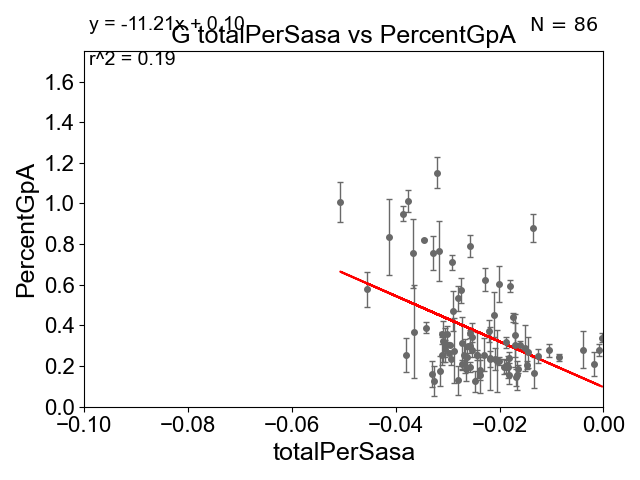 y = -11.21x + 0.10
N = 86
G totalPerSasa vs PercentGpA
r^2 = 0.19
PercentGpA
1.6
1.4
1.2
1.0
0.8
0.6
0.4
0.2
0.0
−0.10 −0.08 −0.06 −0.04 −0.02 0.00
totalPerSasa